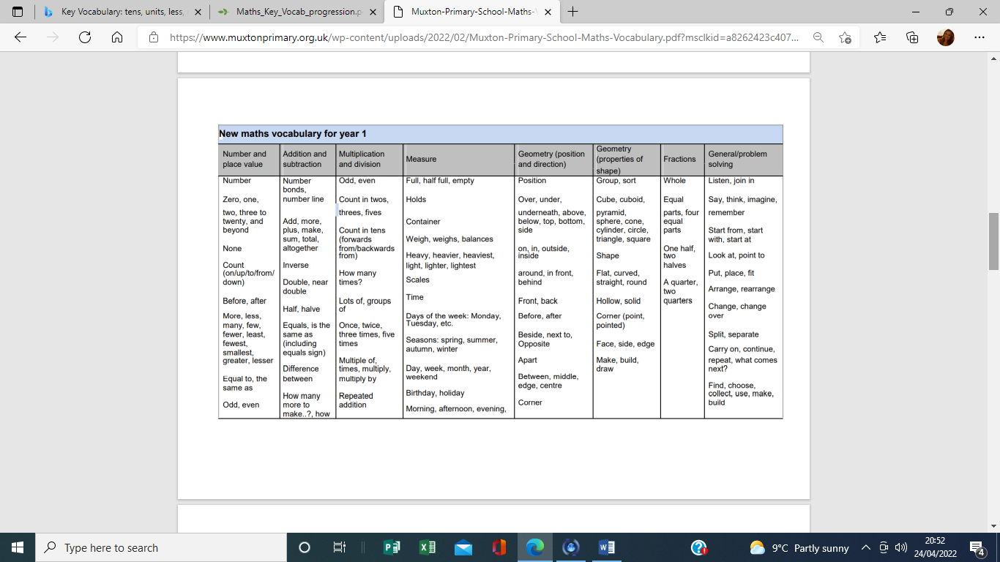 Key Vocabulary: tens, units, less,
Maths_Key_Vocab_progression.p
Muxton-Primary-School-Maths-
https://www.muxtonprimary.org.uk/wp-content/uploads/2022/02/Muxton-Primary-School-Maths-Vocabulary.pdf?msclkid=a8262423c407...
New maths vocabulary for year 1
Number and
place value
Addition and
subtraction
Multiplication
and division
Measure
Geometry (position
and direction)
Geometry
(properties of
shape)
Fractions
General/problem
solving
Number
Zero, one,
two, three to
twenty, and
beyond
None
Count
(on/up/to/from/
down)
Before, after
More, less,
many, few,
fewer, least,
fewest,
smallest,
greater, lesser
Equal to, the
same as
Odd, even
Number
bonds,
number line
Add, more,
plus, make,
sum, total,
altogether
Inverse
Double, near
double
Half, halve
Equals, is the
same as
(including
equals sign)
Difference
between
How many
more to
make..?, how
Odd, even
Count in twos,
threes, fives
Count in tens
(forwards
from/backwards
from)
How many
times?
Lots of, groups
of
Once, twice,
three times, five
times
Multiple of,
times, multiply,
multiply by
Repeated
addition
Full, half full, empty
Holds
Container
Weigh, weighs, balances
Heavy, heavier, heaviest,
light, lighter, lightest
Scales
Time
Days of the week: Monday,
Tuesday, etc.
Seasons: spring, summer,
autumn, winter
Day, week, month, year,
weekend
Birthday, holiday
Morning, afternoon, evening,
Position
Over, under,
underneath, above,
below, top, bottom,
side
on, in, outside,
inside
around, in front,
behind
Front, back
Before, after
Beside, next to,
Opposite
Apart
Between, middle,
edge, centre
Corner
Group, sort
Cube, cuboid,
pyramid,
sphere, cone,
cylinder, circle,
triangle, square
Shape
Flat, curved,
straight, round
Hollow, solid
Corner (point,
pointed)
Face, side, edge
Make, build,
draw
Whole
Equal
parts, four
equal
parts
One half,
two
halves
A quarter,
two
quarters
Listen, join in
Say, think, imagine,
remember
Start from, start
with, start at
Look at, point to
Put, place, fit
Arrange, rearrange
Change, change
over
Split, separate
Carry on, continue,
repeat, what comes
next?
Find, choose,
collect, use, make,
build
Type here to search
9°C Partly sunny
20:52
24/04/2022
4